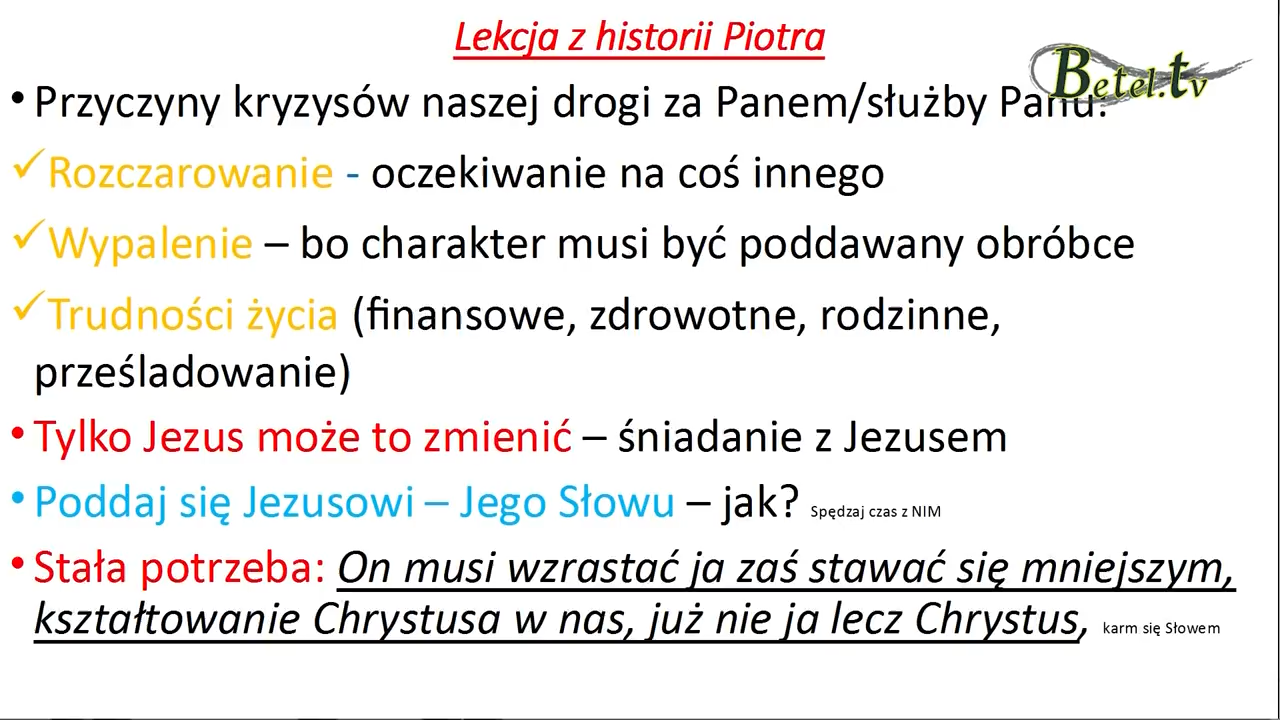 Lekcja z historii Piotra
Betel.tv
• Przyczyny kryzysów naszej drogi za Panem/służby Panu:
✓ Rozczarowanie - oczekiwanie na coś innego
✓ Wypalenie – bo charakter musi być poddawany obróbce
✓ Trudności życia (finansowe, zdrowotne, rodzinne,
prześladowanie)
• Tylko Jezus może to zmienić – śniadanie z Jezusem
• Poddaj się Jezusowi – Jego Słowu – jak? Spędzaj czas z NIM
• Stała potrzeba: On musi wzrastać ja zaś stawać się mniejszym,
kształtowanie Chrystusa w nas, już nie ja lecz Chrystus, karm się Słowem